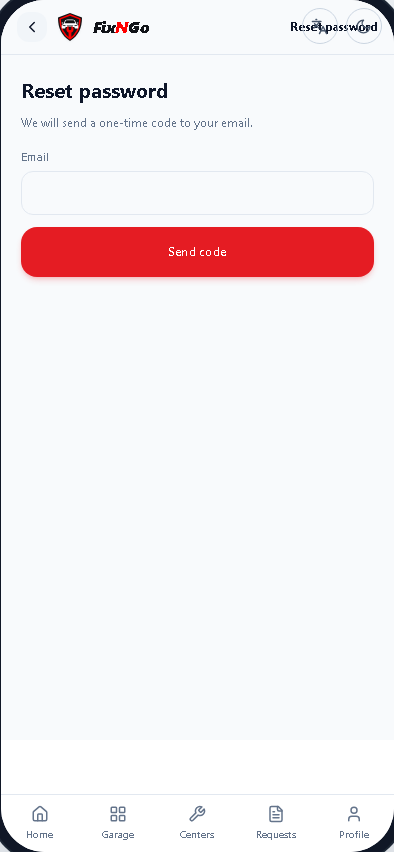 FixNGo
Reset password
Reset password
We will send a one-time code to your email.
Email
Send code
Home
Garage
Centers
Requests
Profile